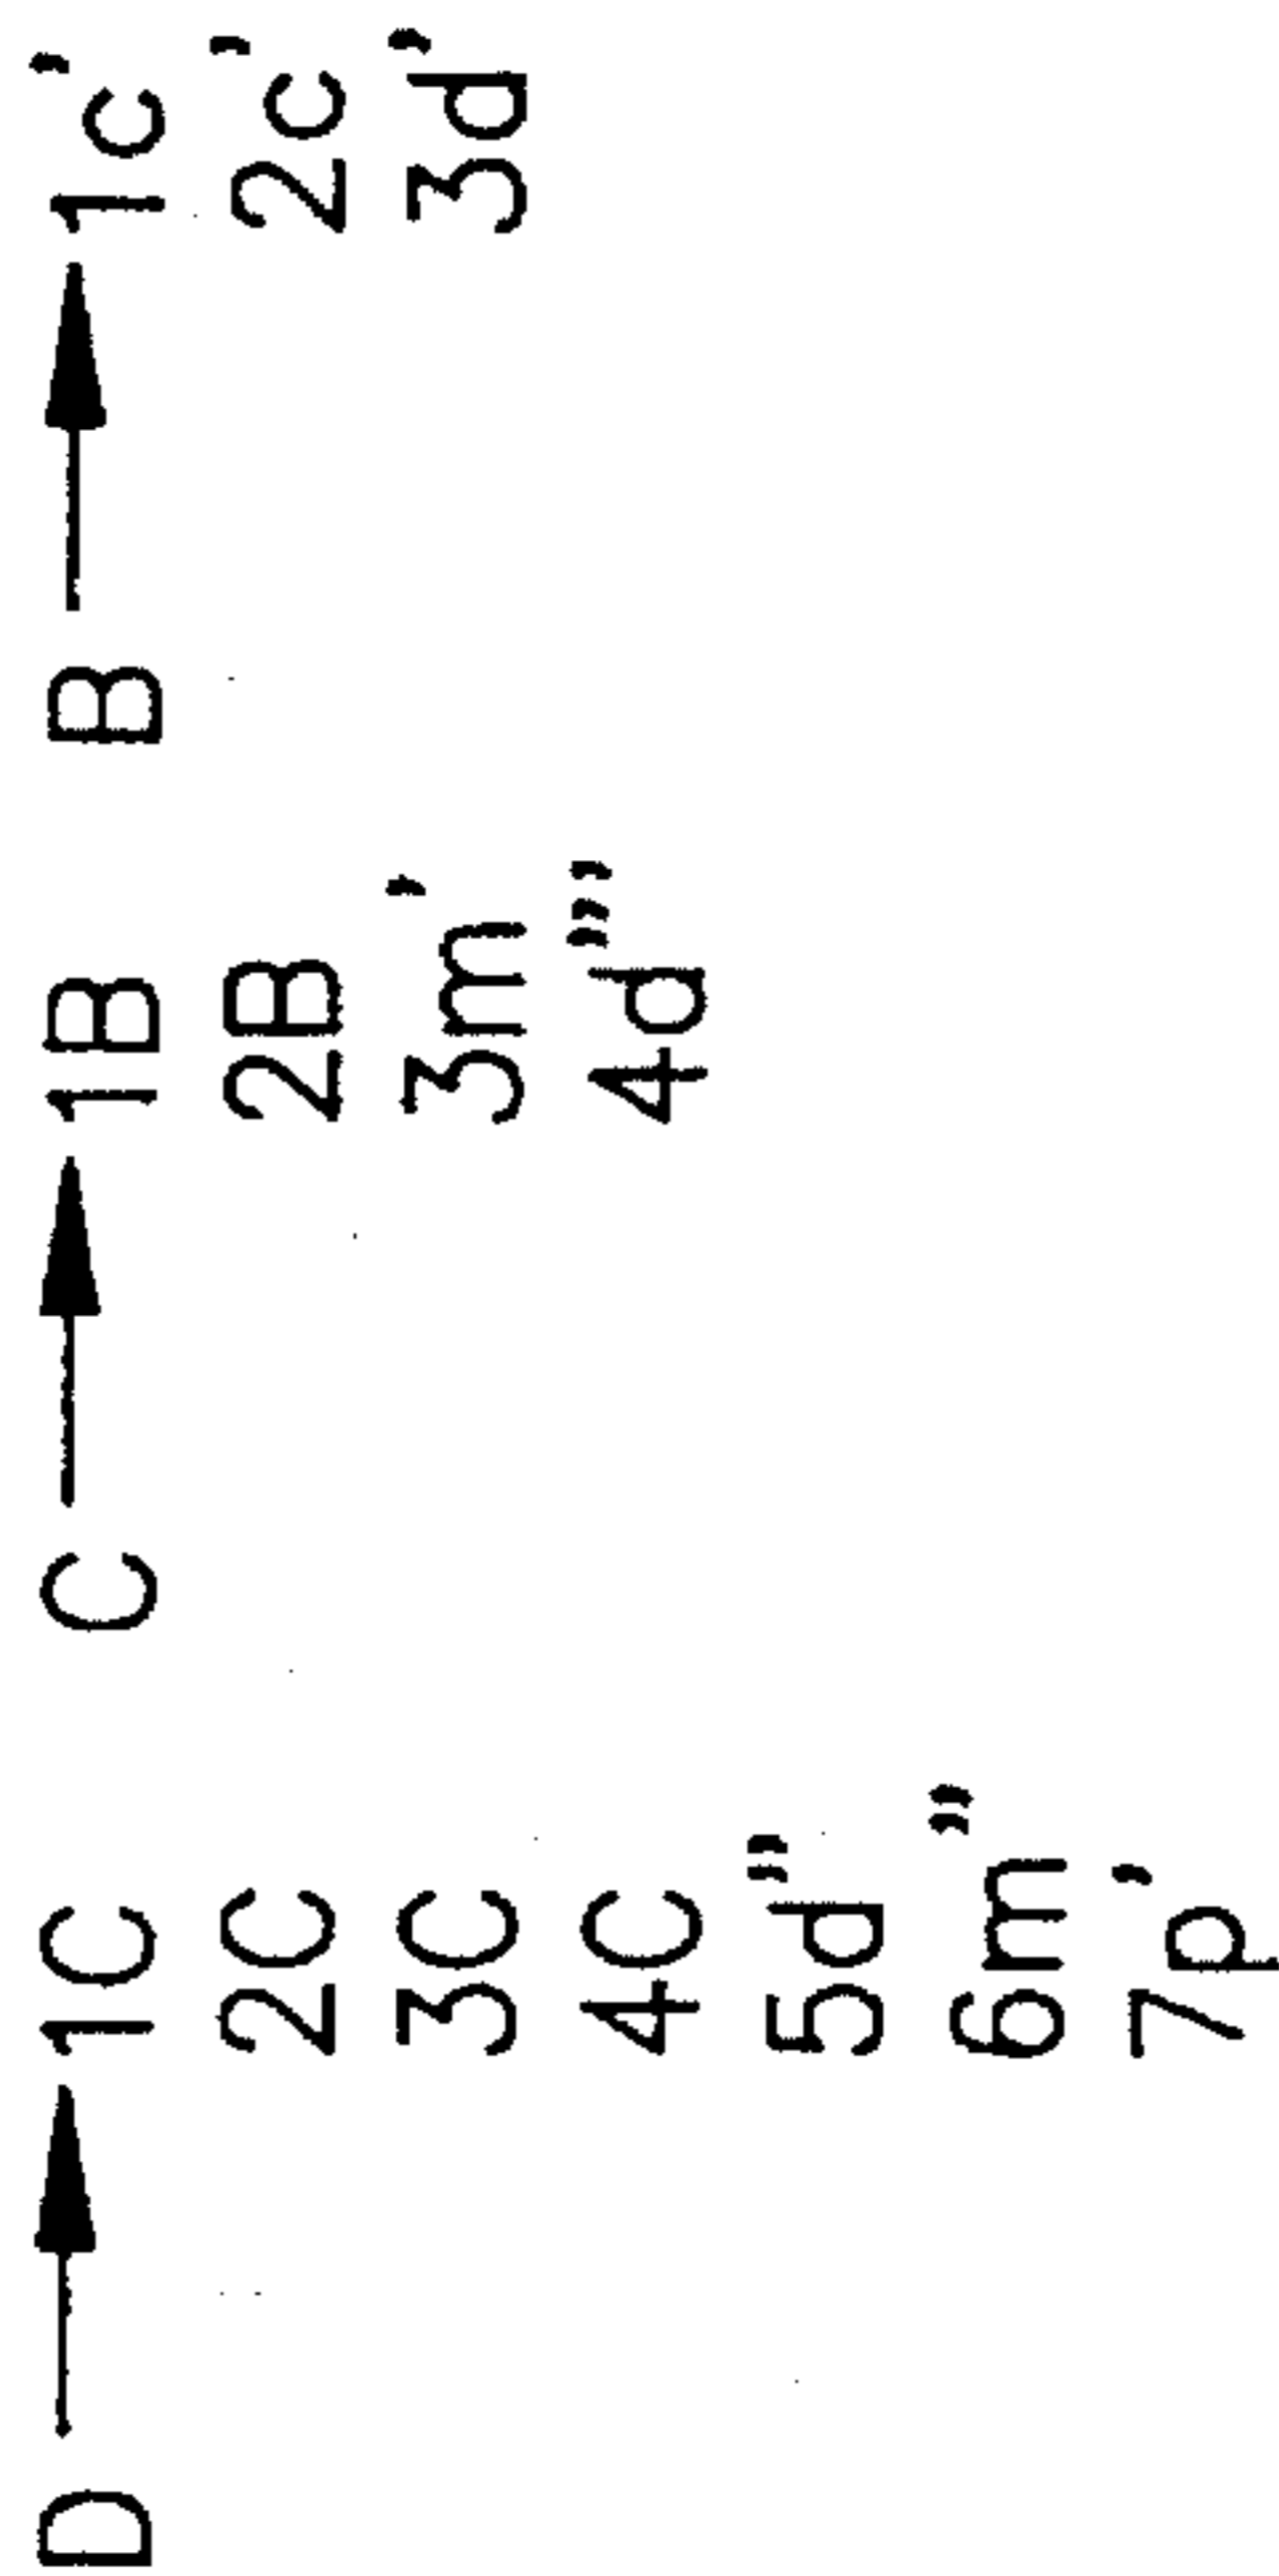 D → 1C C → 1B B → 1c’
2C 2B 2c’
3C 3m’ 3d’
4C 4d’’’
5d’’
6m’’
7p’